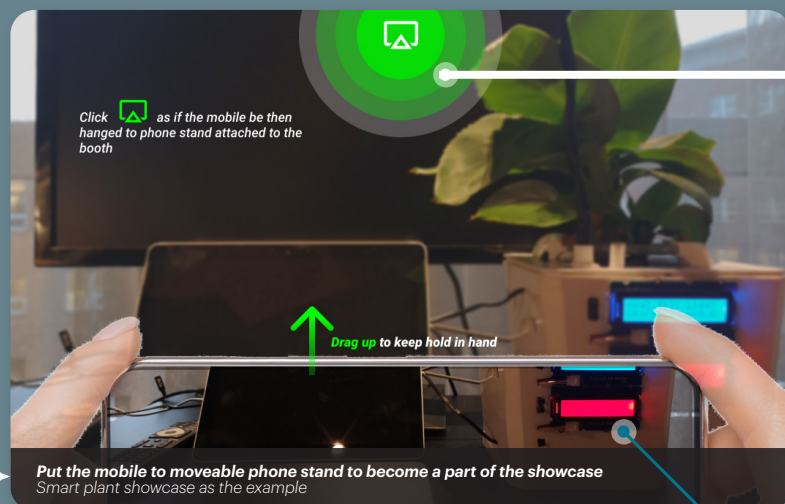 Click as if the mobile be then
hanged to phone stand attached to the
booth
Drag up to keep hold in hand
Put the mobile to moveable phone stand to become a part of the showcase
Smart plant showcase as the example